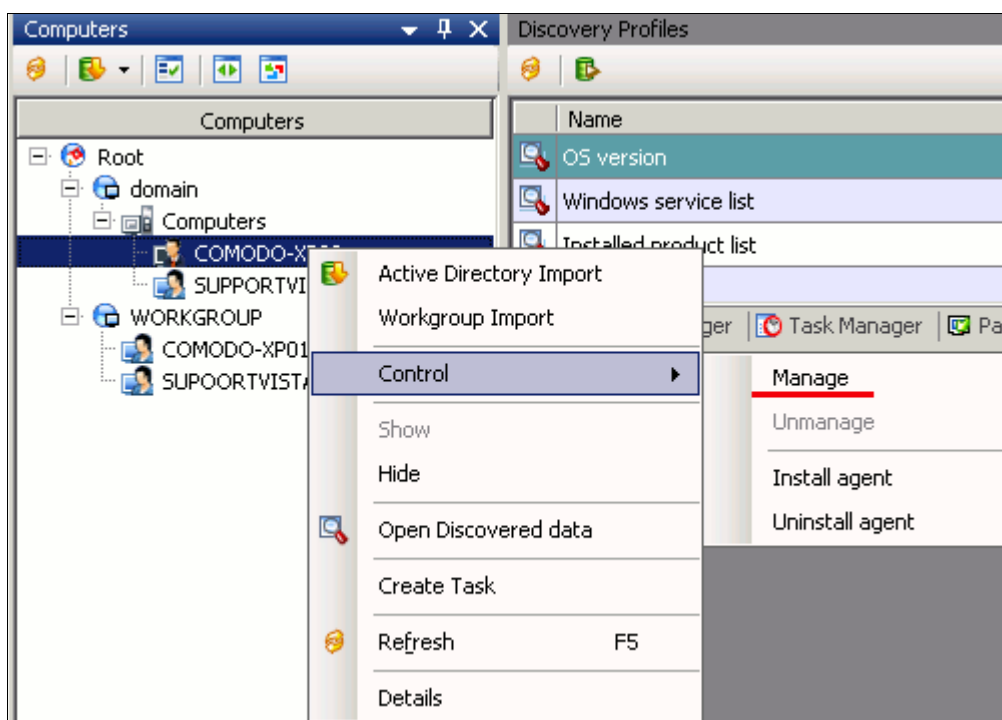 Computers
Discovery Profiles
Computers
Name
Root
OS version
domain
Windows service list
Computers
Installed product list
COMODO-X
SUPPORTVI
WORKGROUP
COMODO-XP01
SUPOORTVISTA
Active Directory Import
Workgroup Import
ger
Task Manager
Pa
Control
Manage
Unmanage
Show
Hide
Install agent
Uninstall agent
Open Discovered data
Create Task
Refresh F5
Details